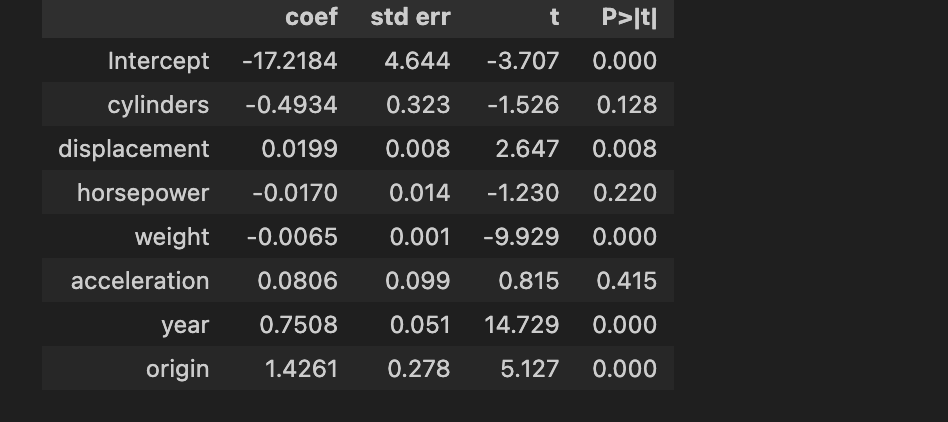 coef std err t P>|t|
Intercept -17.2184 4.644 -3.707 0.000
cylinders -0.4934 0.323 -1.526 0.128
displacement 0.0199 0.008 2.647 0.008
horsepower -0.0170 0.014 -1.230 0.220
weight -0.0065 0.001 -9.929 0.000
acceleration 0.0806 0.099 0.815 0.415
year 0.7508 0.051 14.729 0.000
origin 1.4261 0.278 5.127 0.000